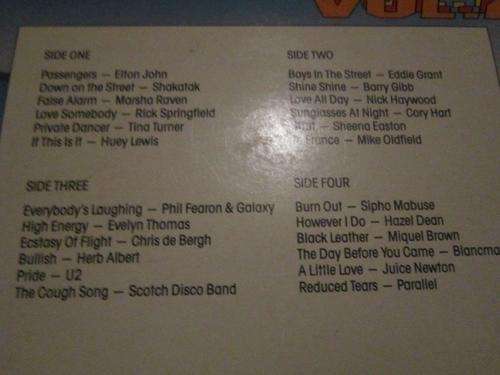 VOL.
SIDE ONE
Passengers — Elton John
Down on the Street — Shakatak
False Alarm — Marsha Raven
Love Somebody — Rick Springfield
Private Dancer — Tina Turner
If This Is It — Huey Lewis
SIDE TWO
Boys In The Street — Eddie Grant
Shine Shine — Barry Gibb
Love All Day — Nick Haywood
Sunglasses At Night — Cory Hart
— Sheena Easton
France — Mike Oldfield
SIDE THREE
Everybody's Laughing — Phil Fearon & Galaxy
High Energy — Evelyn Thomas
Ecstasy Of Flight — Chris de Bergh
Bullish — Herb Albert
Pride — U2
The Cough Song — Scotch Disco Band
SIDE FOUR
Burn Out — Sipho Mabuse
However I Do — Hazel Dean
Black Leather — Miquel Brown
The Day Before You Came — Blancma
A Little Love — Juice Newton
Reduced Tears — Parallel